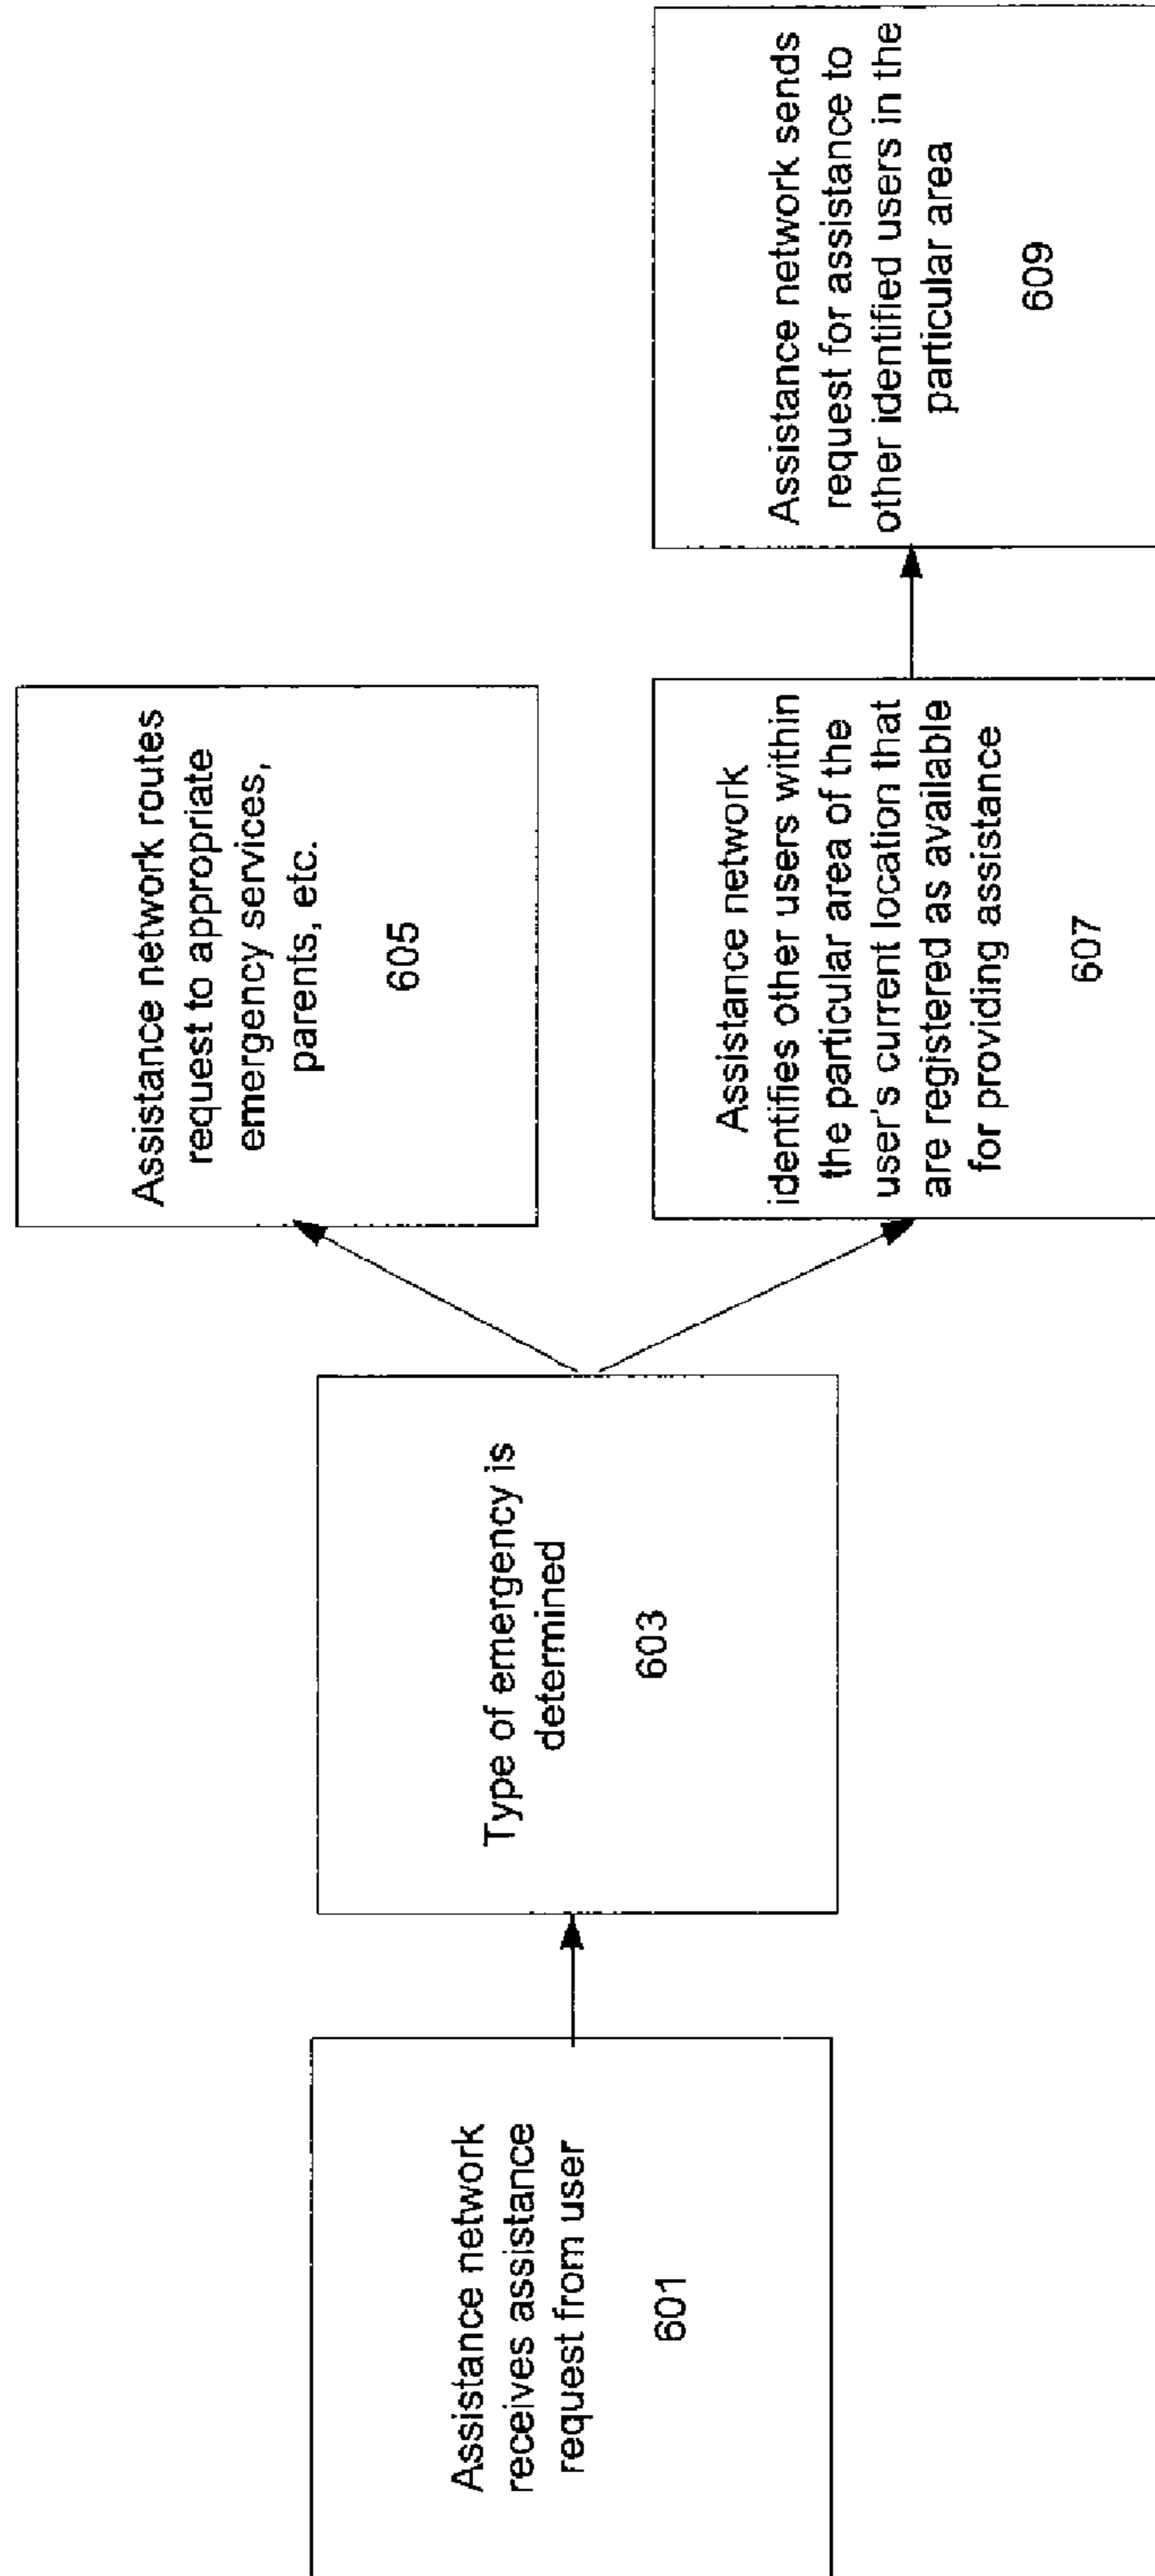 Assistance network
receives assistance
request from user
601
Type of emergency is
determined
603
Assistance network routes
request to appropriate
emergency services,
parents, etc.
605
Assistance network
identifies other users within
the particular area of the
user's current location that
are registered as available
for providing assistance
607
Assistance network sends
request for assistance to
other identified users in the
particular area
609